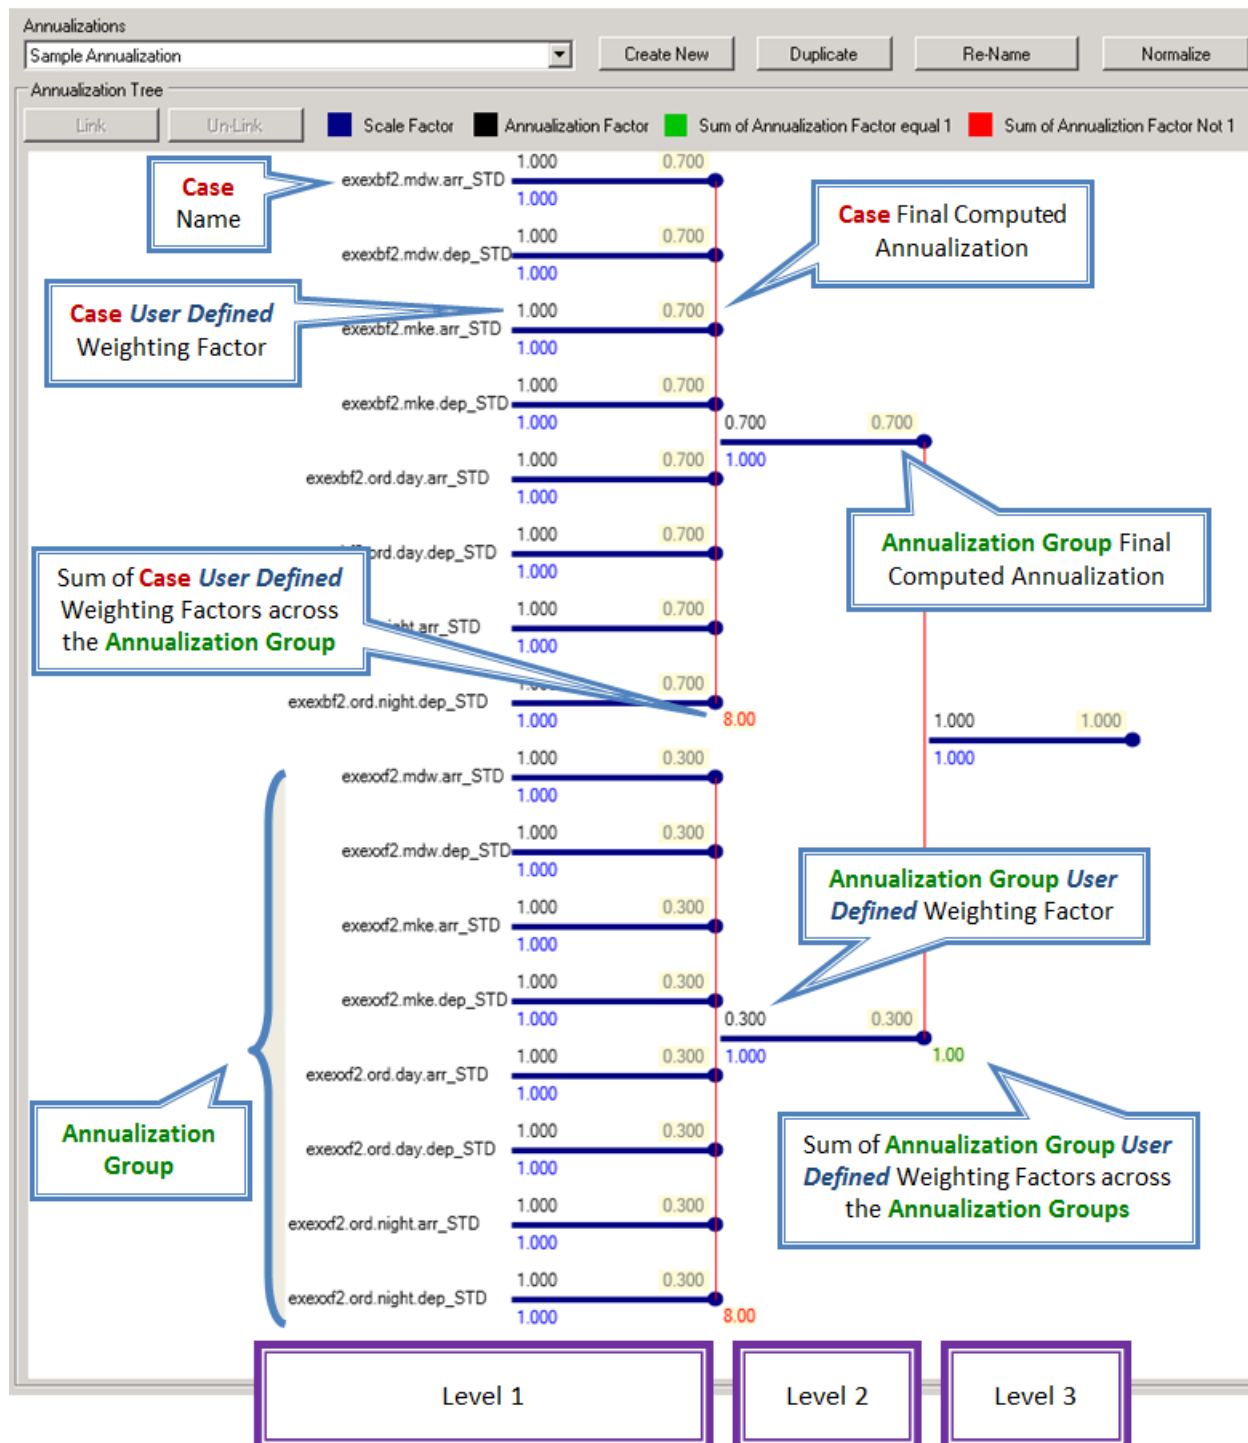 Annualizations
Sample Annualization
Create New
Duplicate
Re-Name
Normalize
Annualization Tree
Link
Un-Link
Scale Factor
Annualization Factor
Sum of Annualization Factor equal 1
Sum of Annualiztion Factor Not 1
Case
Name
exexbf2.mdw.arr_STD
1.000
0.700
1.000
Case Final Computed
Annualization
exexbf2.mdw.dep_STD
1.000
0.700
1.000
Case User Defined
Weighting Factor
exexbf2.mke.arr_STD
1.000
0.700
1.000
exexbf2.mke.dep_STD
1.000
0.700
1.000
0.700
0.700
1.000
exexbf2.ord.day.arr_STD
1.000
0.700
1.000
Annualization Group Final
Computed Annualization
ord.day.dep_STD
1.000
0.700
1.000
Sum of Case User Defined
Weighting Factors across
the Annualization Group
arr_STD
1.000
0.700
1.000
exexbf2.ord.night.dep_STD
0.700
1.000
8.00
1.000
1.000
1.000
exexxf2.mdw.arr_STD
1.000
0.300
1.000
exexxf2.mdw.dep_STD
1.000
0.300
1.000
Annualization Group User
Defined Weighting Factor
exexxf2.mke.arr_STD
1.000
0.300
1.000
exexxf2.mke.dep_STD
1.000
0.300
1.000
0.300
0.300
1.000
1.00
exexxf2.ord.day.arr_STD
1.000
0.300
1.000
Annualization
Group
exexxf2.ord.day.dep_STD
1.000
0.300
1.000
Sum of Annualization Group User
Defined Weighting Factors across
the Annualization Groups
exexxf2.ord.night.arr_STD
1.000
0.300
1.000
exexxf2.ord.night.dep_STD
1.000
0.300
1.000
8.00
Level 1
Level 2
Level 3